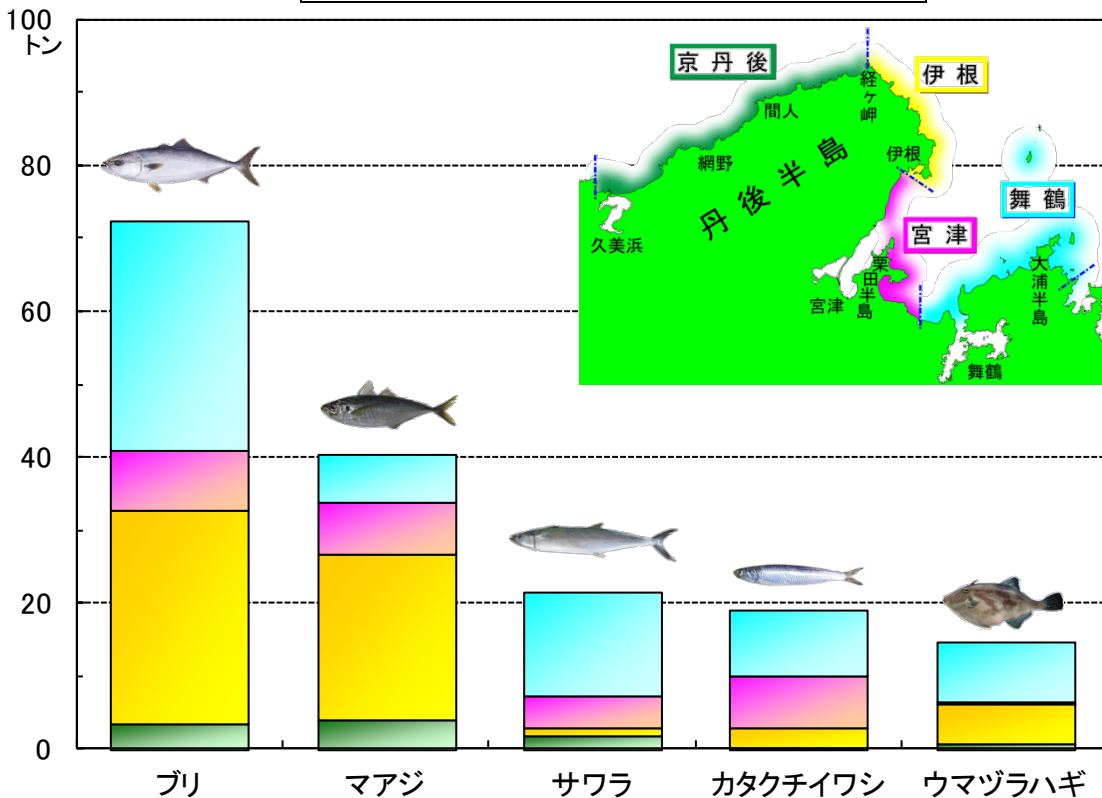 100
トン
80
60
40
20
0
ブリ
マアジ
サワラ
カタクチイワシ
ウマヅラハギ
京丹後
伊根
舞鶴
宮津
経ヶ岬
間人
網野
伊根
丹後半島
久美浜
宮津
栗田半島
大浦半島
舞鶴